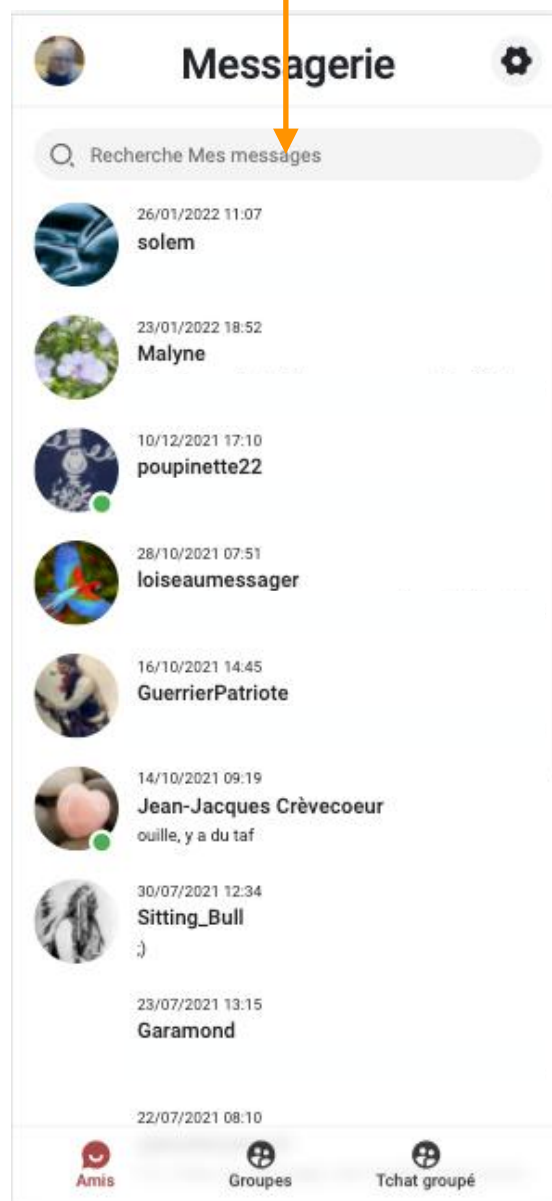 Messagerie
Recherche Mes messages
26/01/2022 11:07
solem
23/01/2022 18:52
Malyne
10/12/2021 17:10
poupinette22
28/10/2021 07:51
loiseaumessager
16/10/2021 14:45
GuerrierPatriote
14/10/2021 09:19
Jean-Jacques Crèvecoeur
ouille, y a du taf
30/07/2021 12:34
Sitting_Bull
;)
23/07/2021 13:15
Garamond
22/07/2021 08:10
Amis Groupes Tchat groupé